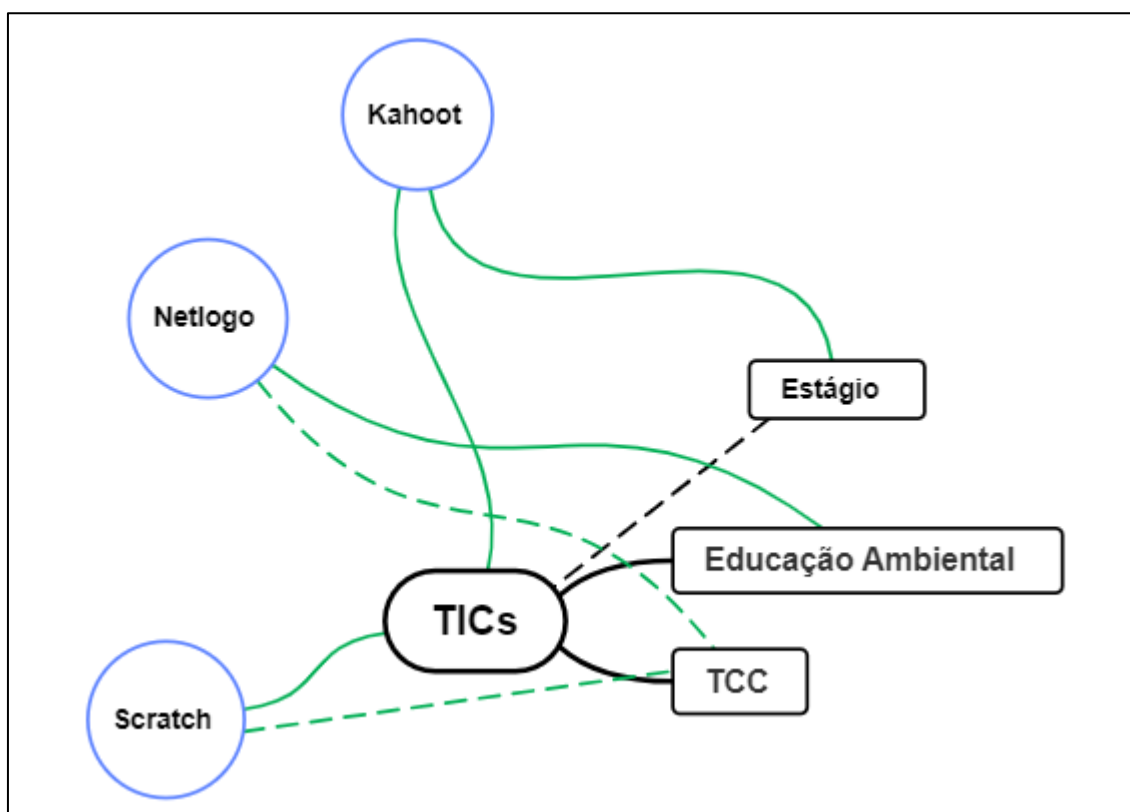 Kahoot
Netlogo
Estágio
Educação Ambiental
TICs
TCC
Scratch